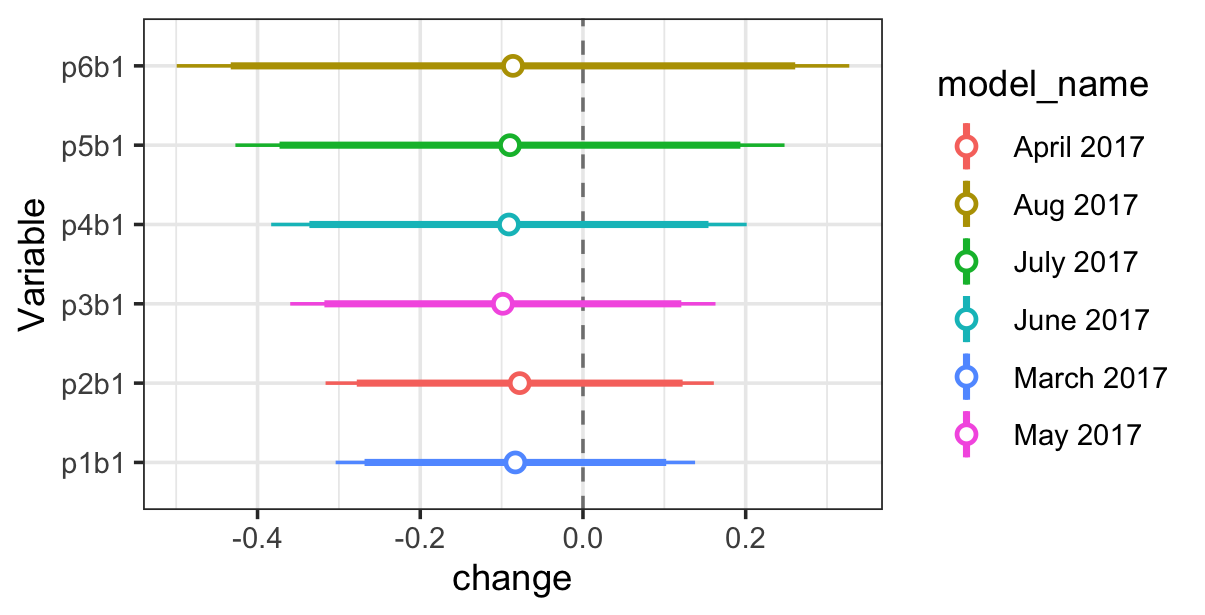 Variable
p6b1
p5b1
p4b1
p3b1
p2b1
p1b1
-0.4 -0.2 0.0 0.2
change
model_name
April 2017
Aug 2017
July 2017
June 2017
March 2017
May 2017